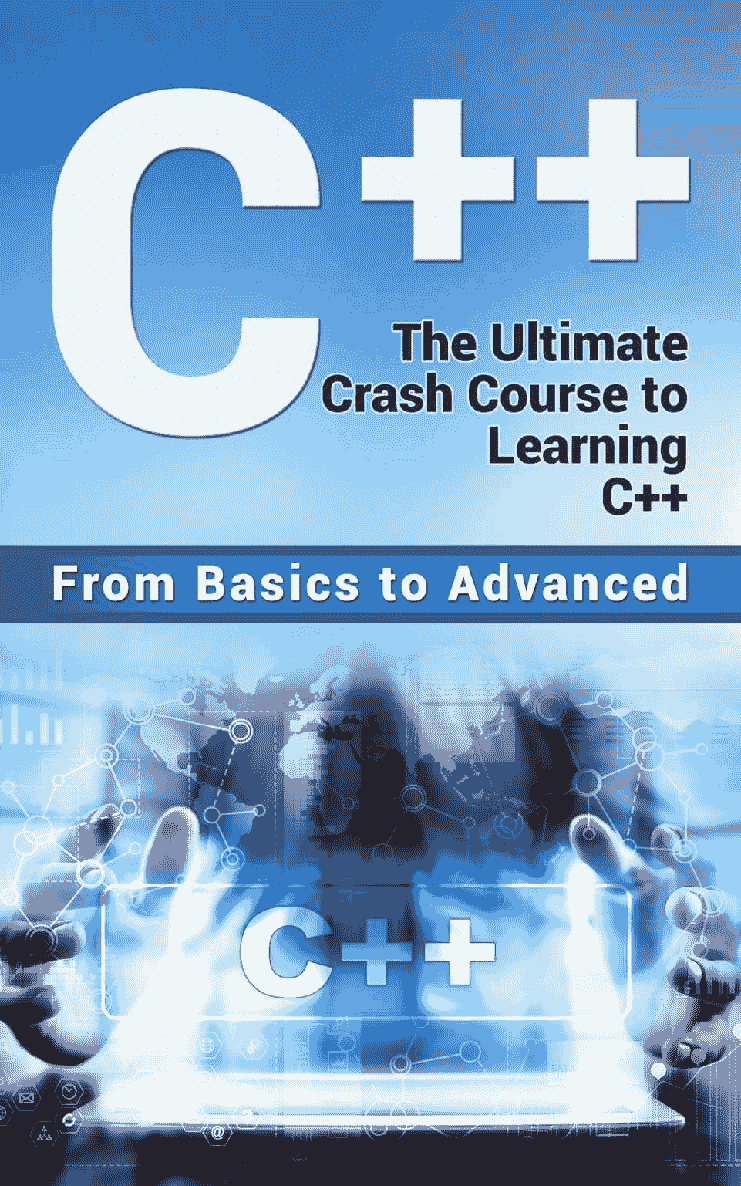 C++
The Ultimate
Crash Course to
Learning
C++
From Basics to Advanced
C++
@